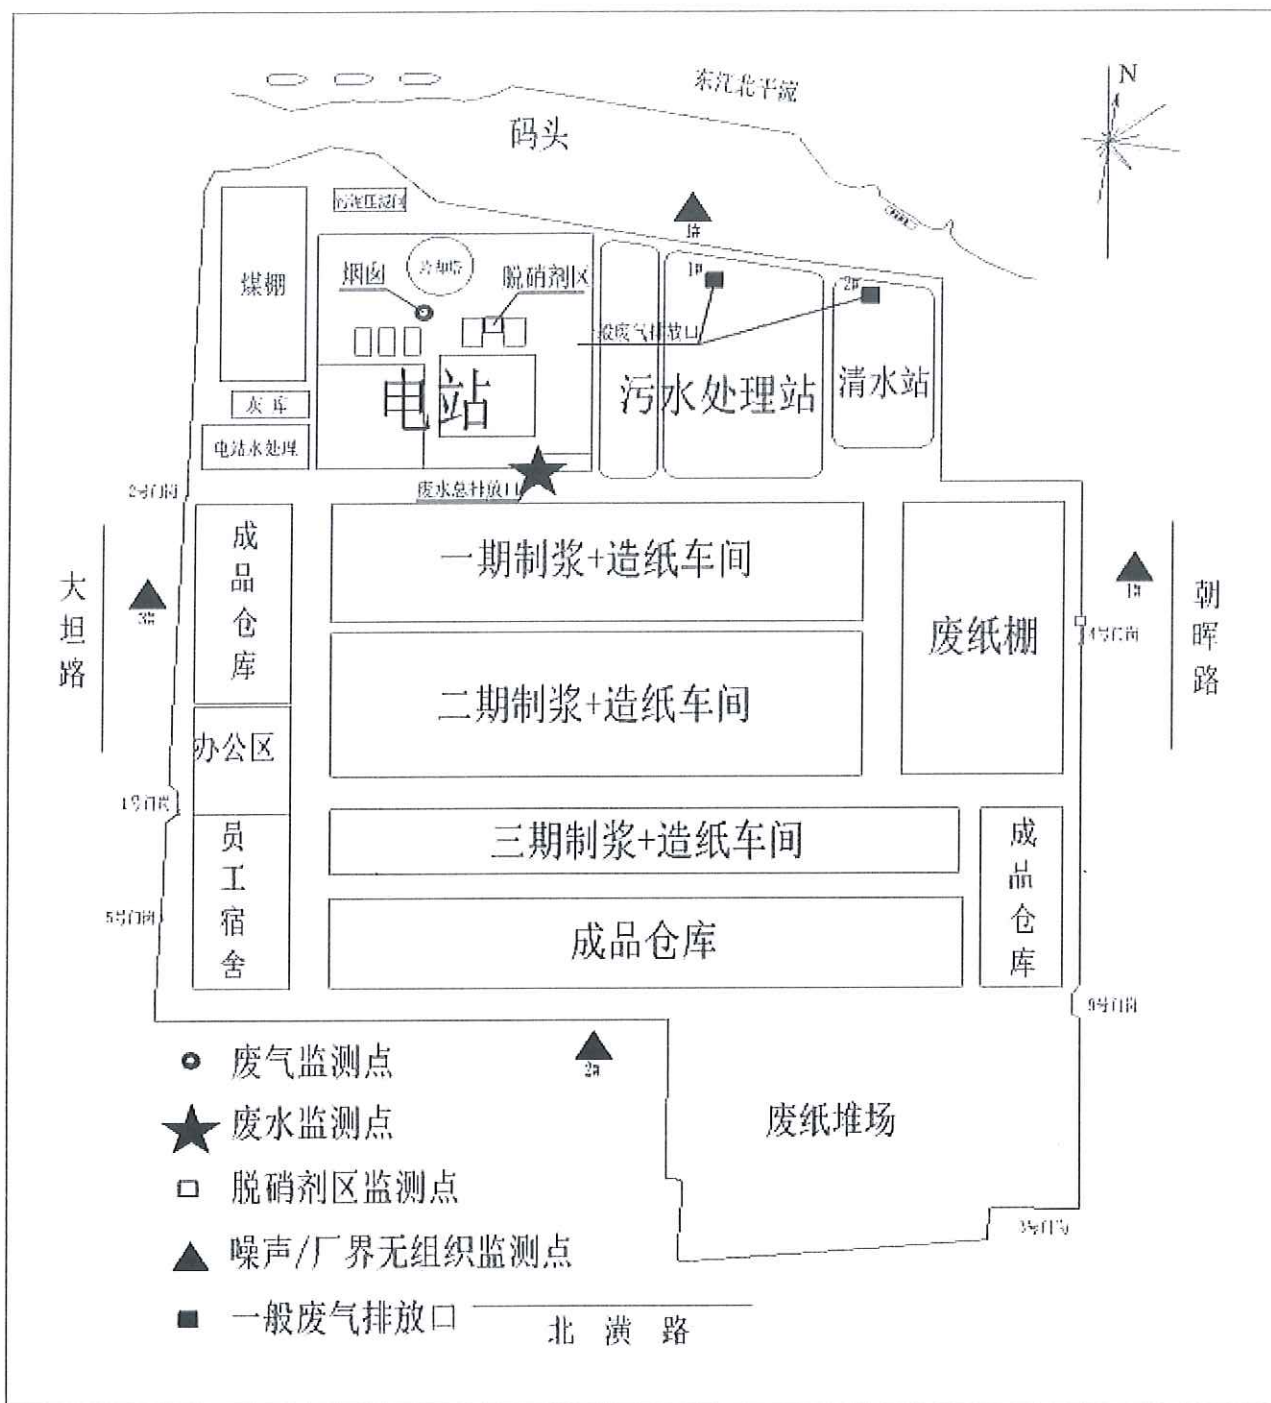 东江北干流
N
码头
1#
煤棚
烟囱
冷却塔
脱硝剂区
1#
2#
一般废气排放口
电站
污水处理站
清水站
灰库
电站水处理
2号门岗
废水总排放口
成品仓库
一期制浆+造纸车间
废纸棚
大坦路
3#
1#
朝晖路
4号门岗
二期制浆+造纸车间
办公区
1号门岗
员工宿舍
三期制浆+造纸车间
成品仓库
5号门岗
成品仓库
9号门岗
2#
废气监测点
废水监测点
脱硝剂区监测点
噪声/厂界无组织监测点
一般废气排放口
废纸堆场
3号门岗
北潢路